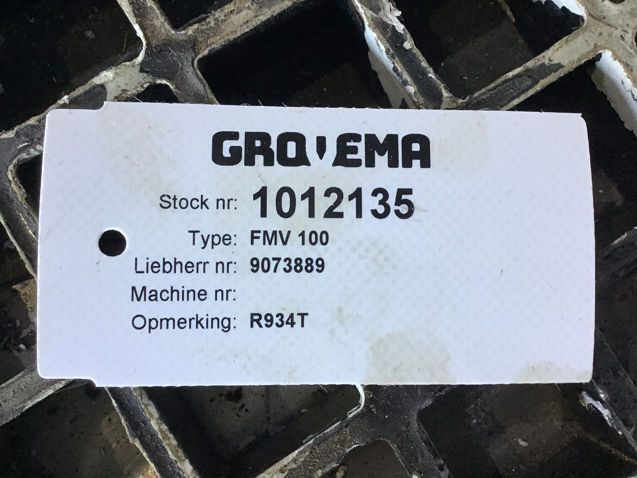 GROVEMA
Stock nr: 1012135
Type: FMV 100
Liebherr nr: 9073889
Machine nr:
Opmerking: R934T